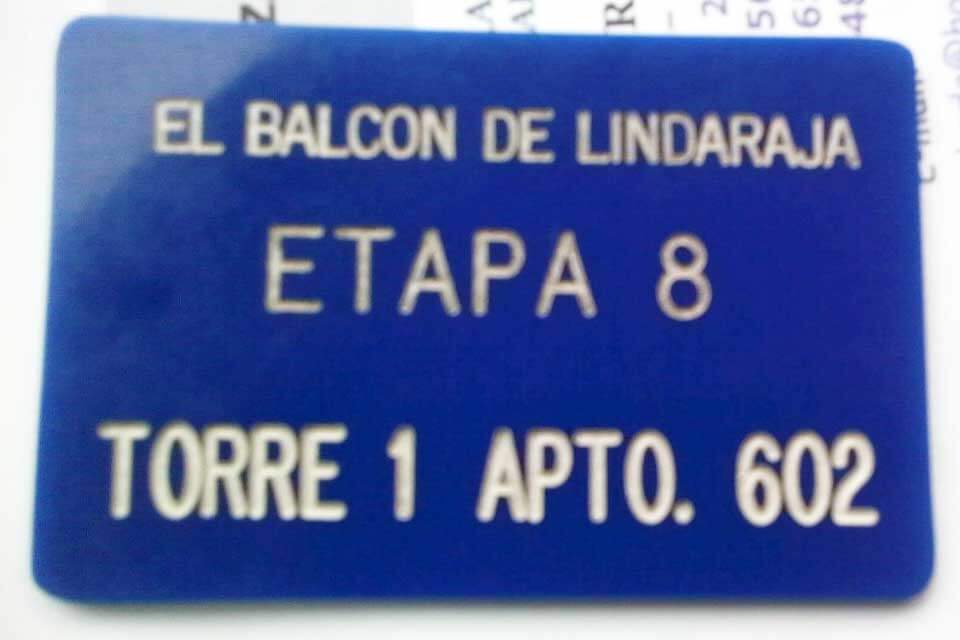 EL BALCON DE LINDARAJA
ETAPA 8
TORRE 1 APTO. 602